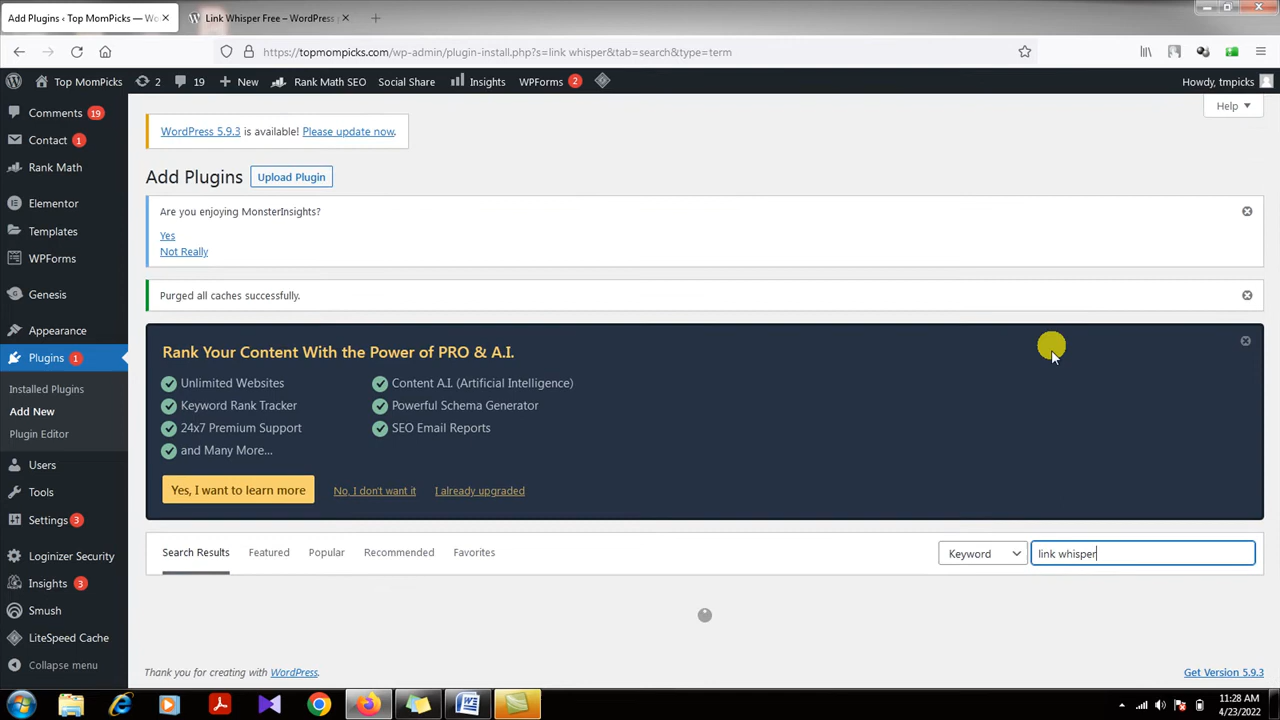 Add Plugins ‹ Top MomPicks — Wo
Link Whisper Free – WordPress
https://topmompicks.com/wp-admin/plugin-install.php?s=link whisper&tab=search&type=term
Top MomPicks
2
19
New
Rank Math SEO
Social Share
Insights
WPForms 2
Howdy, tmpicks
Comments 19
Contact 1
Rank Math
Elementor
Templates
WPForms
Genesis
Appearance
Plugins 1
Installed Plugins
Add New
Plugin Editor
Users
Tools
Settings 3
Loginizer Security
Insights 3
Smush
LiteSpeed Cache
Collapse menu
Help
WordPress 5.9.3 is available! Please update now.
Add Plugins
Upload Plugin
Are you enjoying MonsterInsights?
Yes
Not Really
Purged all caches successfully.
Rank Your Content With the Power of PRO & A.I.
Unlimited Websites
Content A.I. (Artificial Intelligence)
Keyword Rank Tracker
Powerful Schema Generator
24x7 Premium Support
SEO Email Reports
and Many More...
Yes, I want to learn more
No, I don't want it
I already upgraded
Search Results
Featured
Popular
Recommended
Favorites
Keyword
link whisper
Thank you for creating with WordPress.
Get Version 5.9.3
11:28 AM
4/23/2022